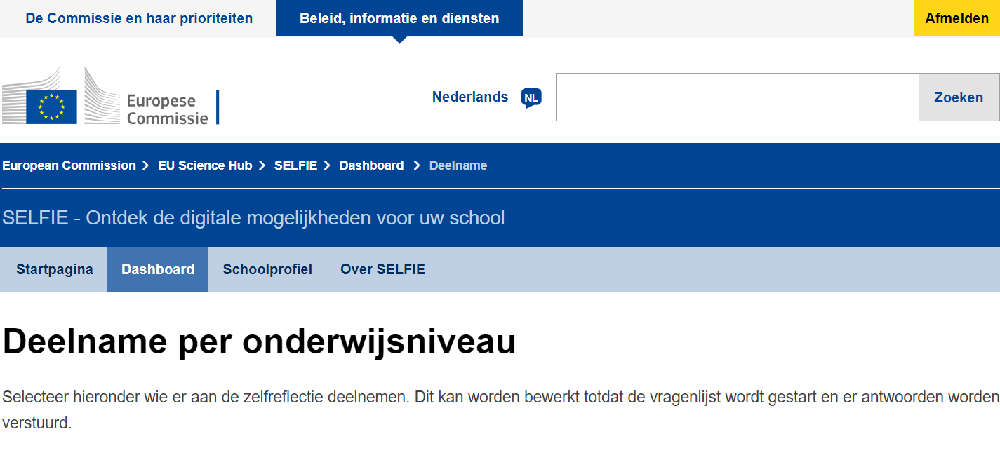 De Commissie en haar prioriteiten
Beleid, informatie en diensten
Afmelden
Europese
Commissie
Nederlands
NL
Zoeken
European Commission
EU Science Hub
SELFIE
Dashboard
Deelname
SELFIE - Ontdek de digitale mogelijkheden voor uw school
Startpagina
Dashboard
Schoolprofiel
Over SELFIE
Deelname per onderwijsniveau
Selecteer hieronder wie er aan de zelfreflectie deelnemen. Dit kan worden bewerkt totdat de vragenlijst wordt gestart en er antwoorden worden
verstuurd.